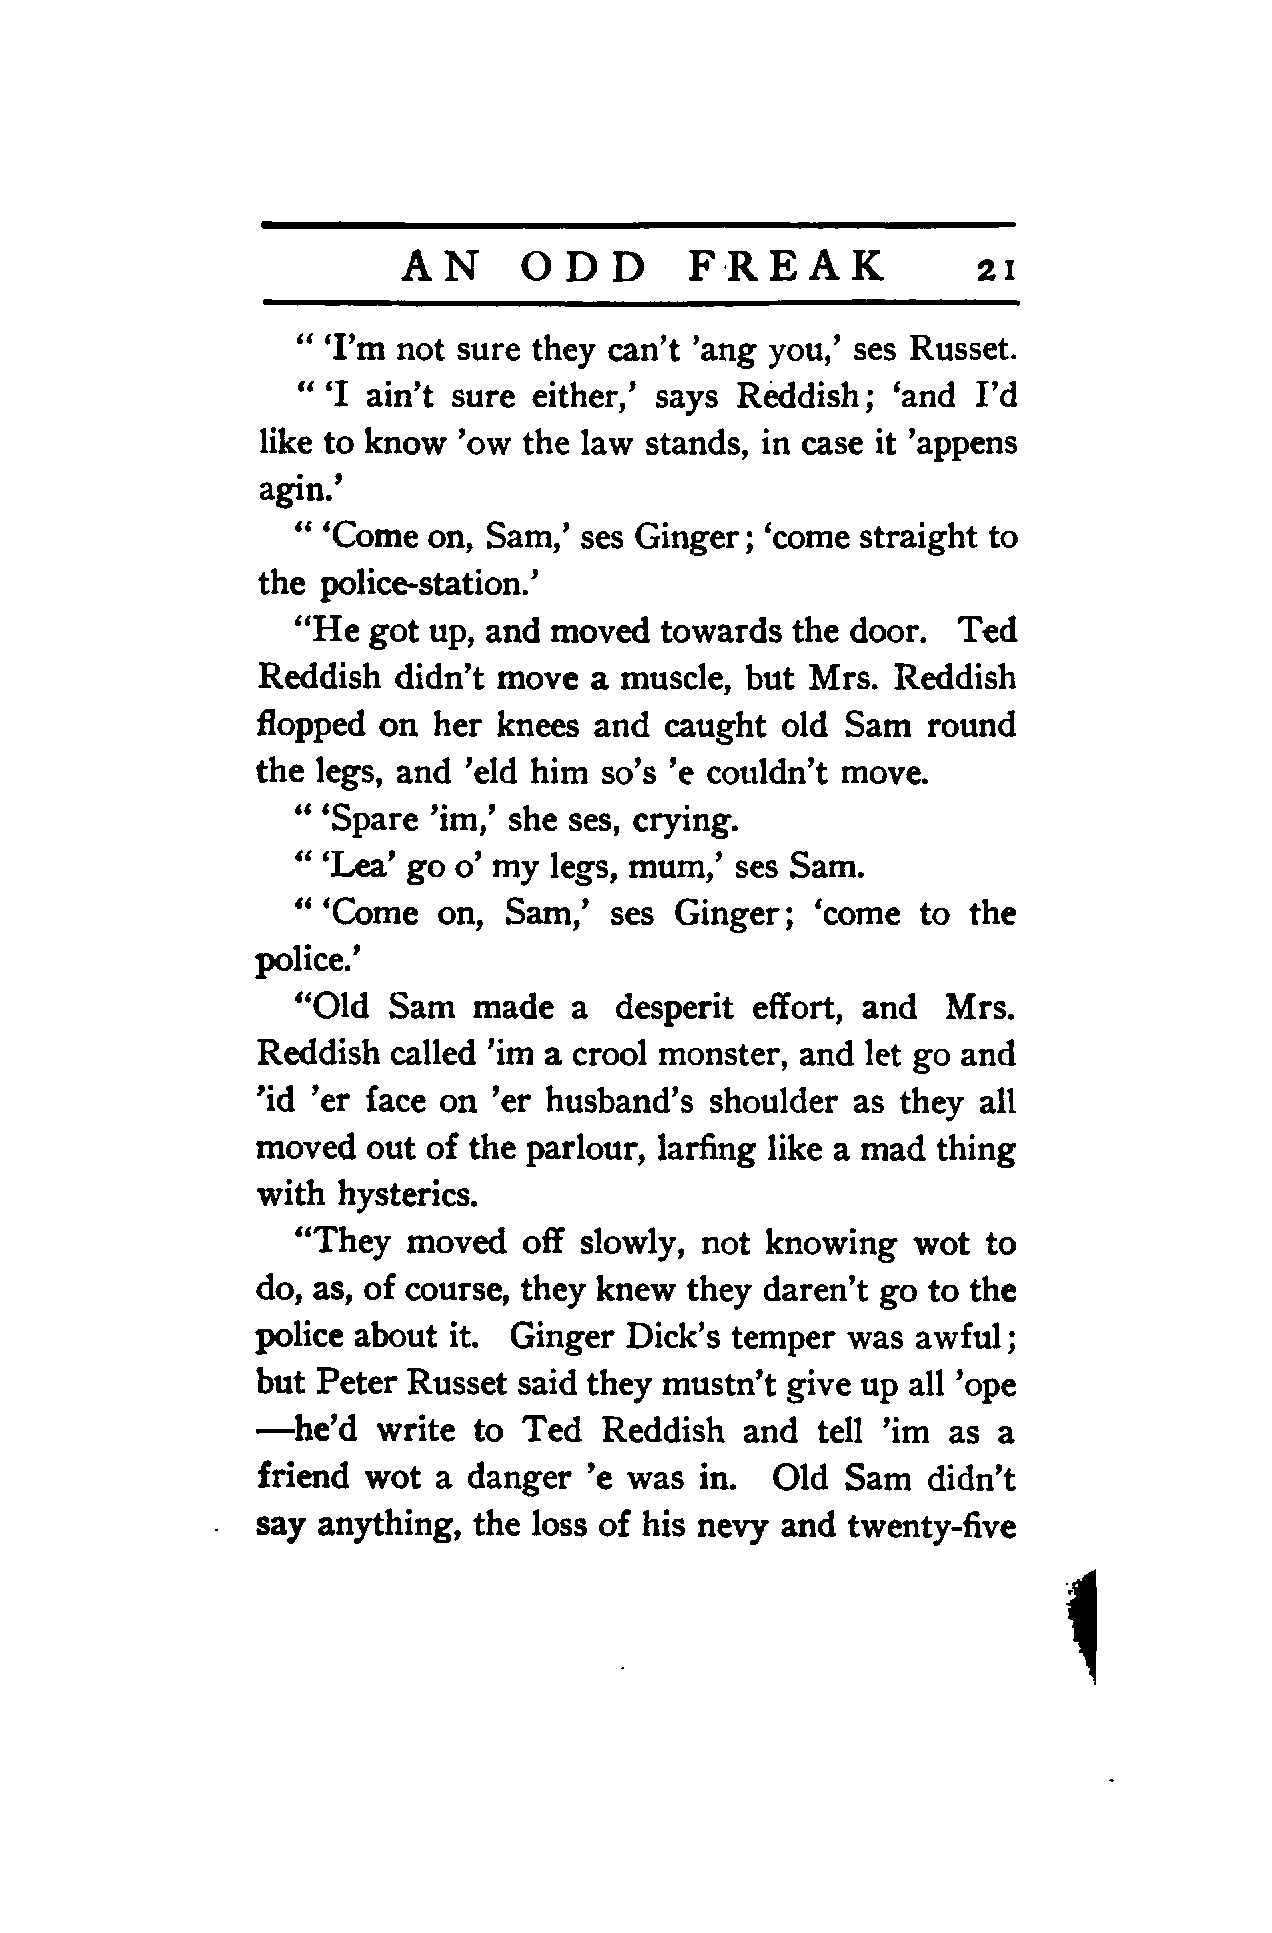 AN ODD FREAK 21
“ ‘I’m not sure they can’t ’ang you,’ ses Russet.
“ ‘I ain’t sure either,’ says Reddish; ‘and I’d
like to know ’ow the law stands, in case it ’appens
agin.’
“ ‘Come on, Sam,’ ses Ginger; ‘come straight to
the police-station.’
“He got up, and moved towards the door. Ted
Reddish didn’t move a muscle, but Mrs. Reddish
flopped on her knees and caught old Sam round
the legs, and ’eld him so’s ’e couldn’t move.
“ ‘Spare ’im,’ she ses, crying.
“ ‘Lea’ go o’ my legs, mum,’ ses Sam.
“ ‘Come on, Sam,’ ses Ginger; ‘come to the
police.’
“Old Sam made a desperit effort, and Mrs.
Reddish called ’im a crool monster, and let go and
’id ’er face on ’er husband’s shoulder as they all
moved out of the parlour, larfing like a mad thing
with hysterics.
“They moved off slowly, not knowing wot to
do, as, of course, they knew they daren’t go to the
police about it. Ginger Dick’s temper was awful;
but Peter Russet said they mustn’t give up all ’ope
—he’d write to Ted Reddish and tell ’im as a
friend wot a danger ’e was in. Old Sam didn’t
say anything, the loss of his nevy and twenty-five